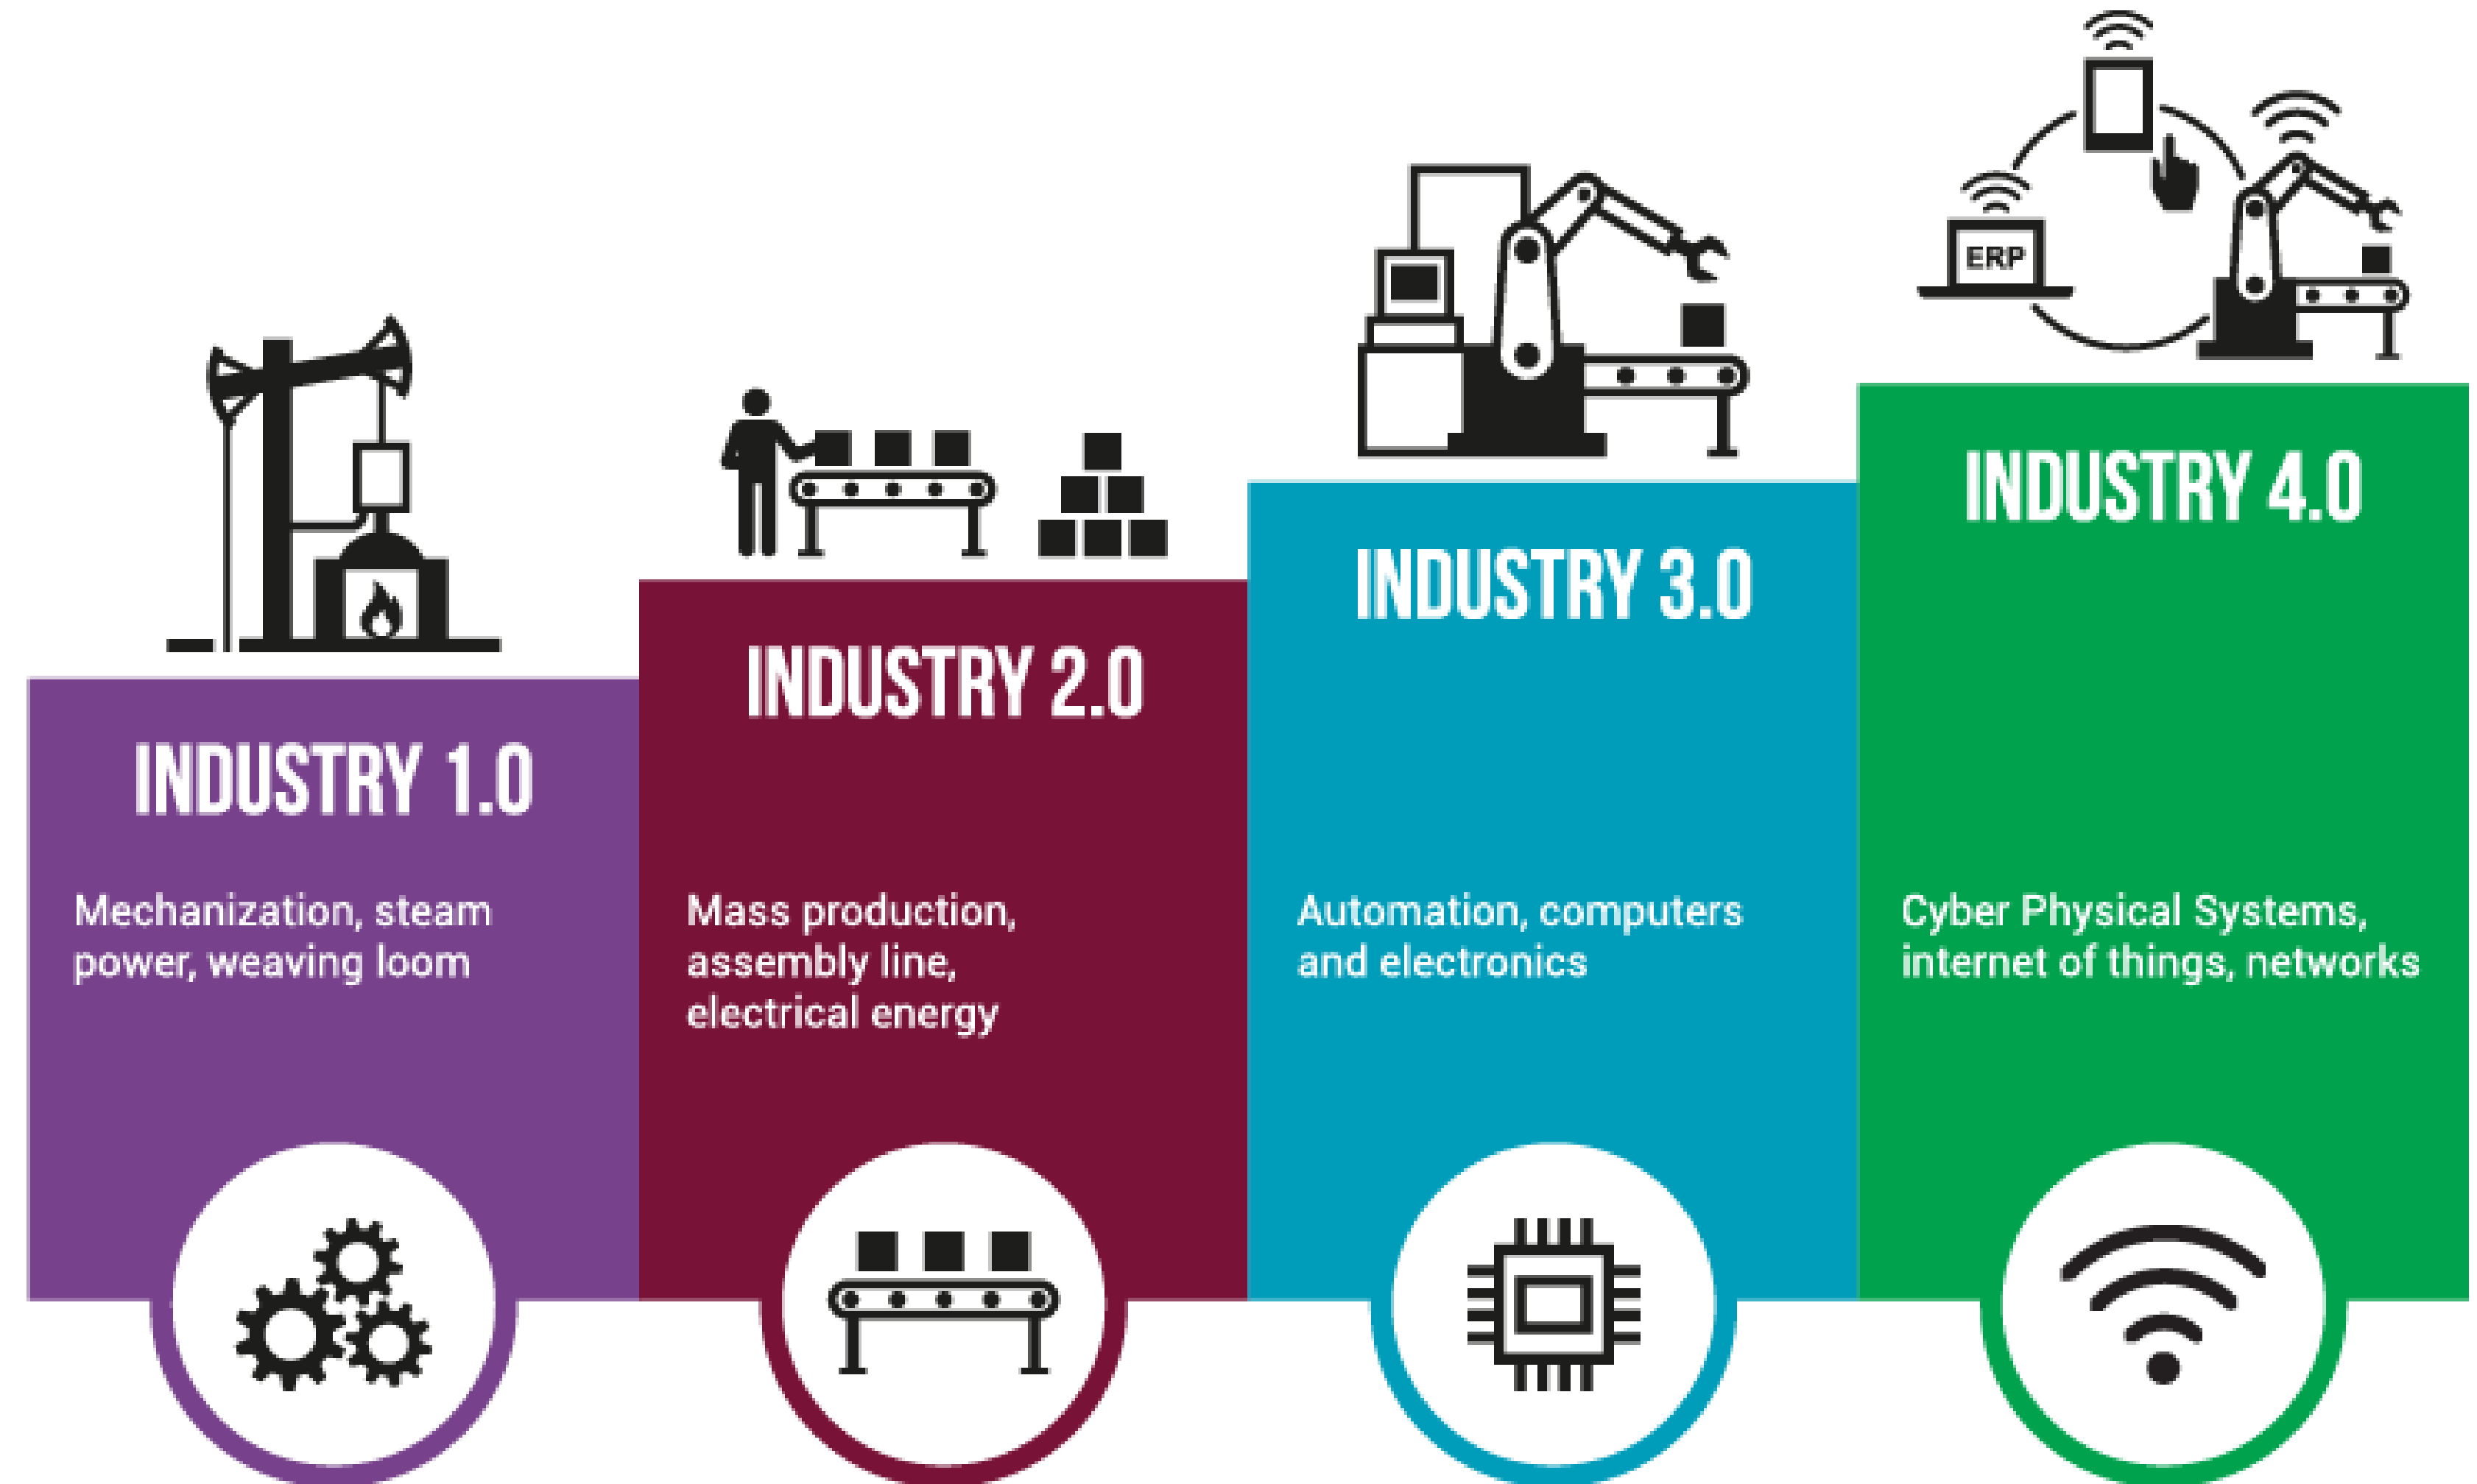 ERP
INDUSTRY 1.0
Mechanization, steam
power, weaving loom
INDUSTRY 2.0
Mass production,
assembly line,
electrical energy
INDUSTRY 3.0
Automation, computers
and electronics
INDUSTRY 4.0
Cyber Physical Systems,
internet of things, networks